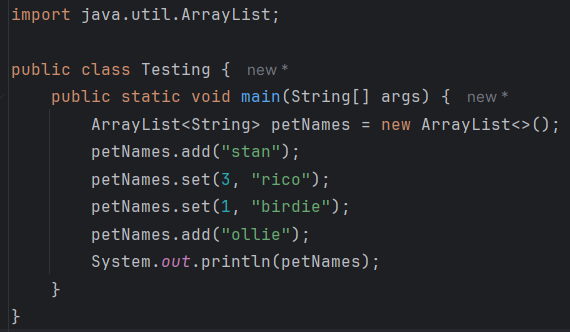 import java.util.ArrayList;
public class Testing { new *
public static void main(String[] args) { new *
ArrayList<String> petNames = new ArrayList<>();
petNames.add("stan");
petNames.set(3, "rico");
petNames.set(1, "birdie");
petNames.add("ollie");
System.out.println(petNames);
}
}